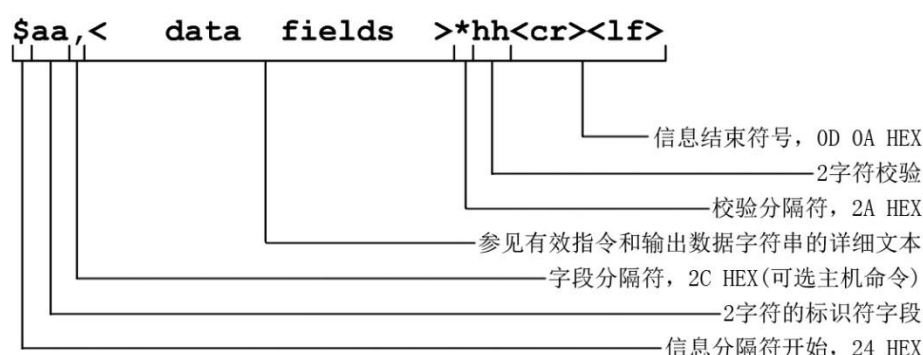 $aa,< data fields >*hh<cr><lf>
信息结束符号，0D 0A HEX
2字符校验
校验分隔符，2A HEX
参见有效指令和输出数据字符串的详细文本
字段分隔符，2C HEX(可选主机命令)
2字符的标识符字段
信息分隔符开始，24 HEX